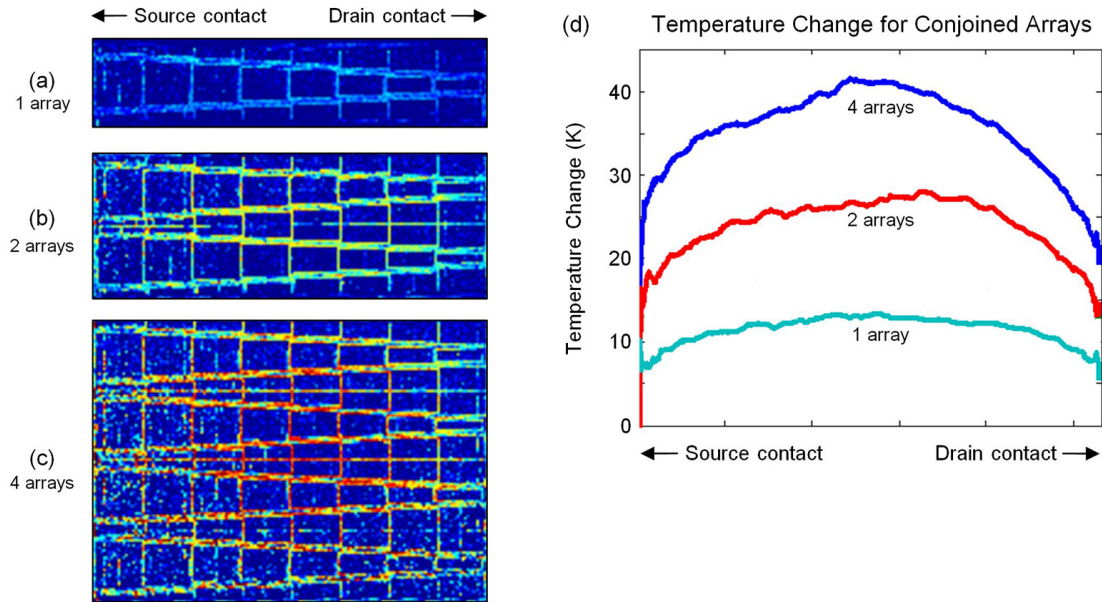 ← Source contact Drain contact →
(a)
1 array
(b)
2 arrays
(c)
4 arrays
(d) Temperature Change for Conjoined Arrays
Temperature Change (K)
40
30
20
10
0
4 arrays
2 arrays
1 array
← Source contact Drain contact →